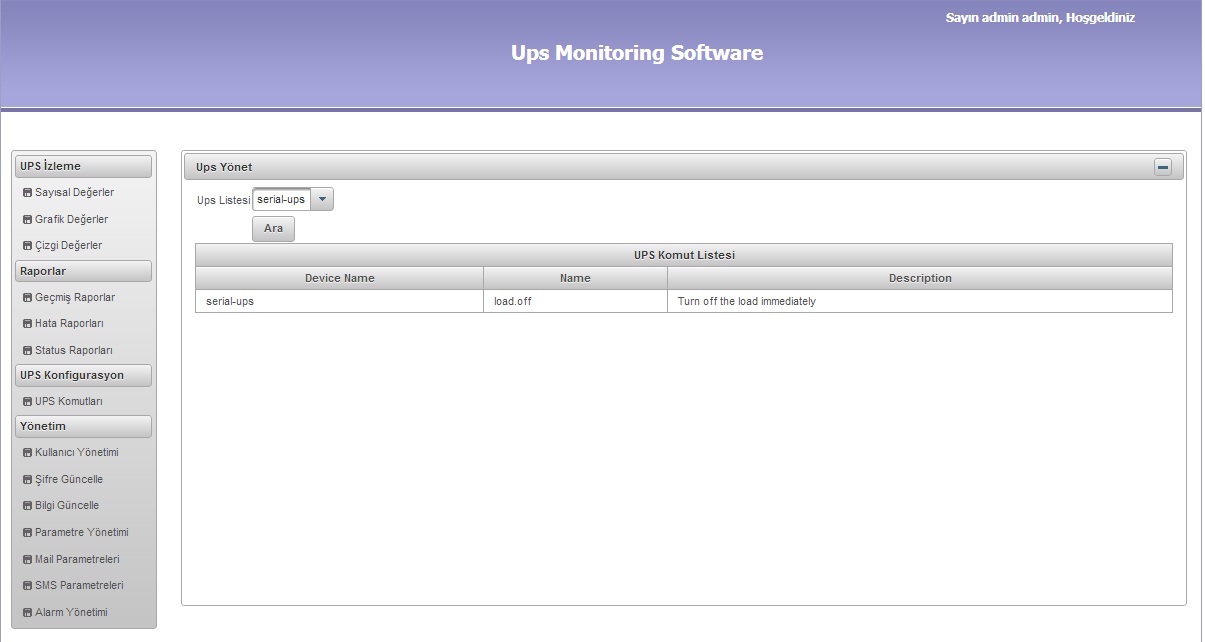 Sayın admin admin, Hoşgeldiniz
Ups Monitoring Software
UPS İzleme
Sayısal Değerler
Grafik Değerler
Çizgi Değerler
Raporlar
Geçmiş Raporlar
Hata Raporları
Status Raporları
UPS Konfigurasyon
UPS Komutları
Yönetim
Kullanıcı Yönetimi
Şifre Güncelle
Bilgi Güncelle
Parametre Yönetimi
Mail Parametreleri
SMS Parametreleri
Alarm Yönetimi
Ups Yönet
Ups Listesi serial-ups
Ara
UPS Komut Listesi
Device Name Name Description
serial-ups load.off Turn off the load immediately